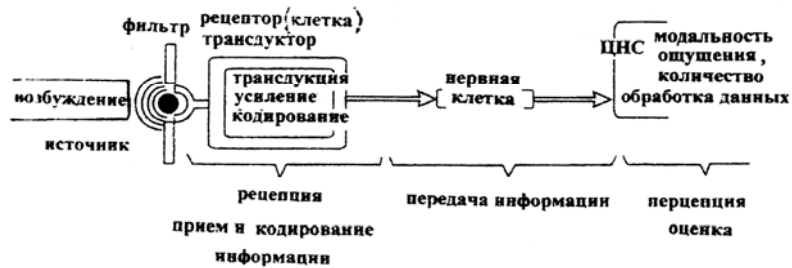 фильтр
рецептор (клетка)
трансдуктор
возбуждение
источник
трансдукция
усиление
кодирование
нервная
клетка
ЦНС
модальность
ощушения,
количество
обработка данных
рецепция
прием и кодирование
информации
передача информации
перцепция
оценка